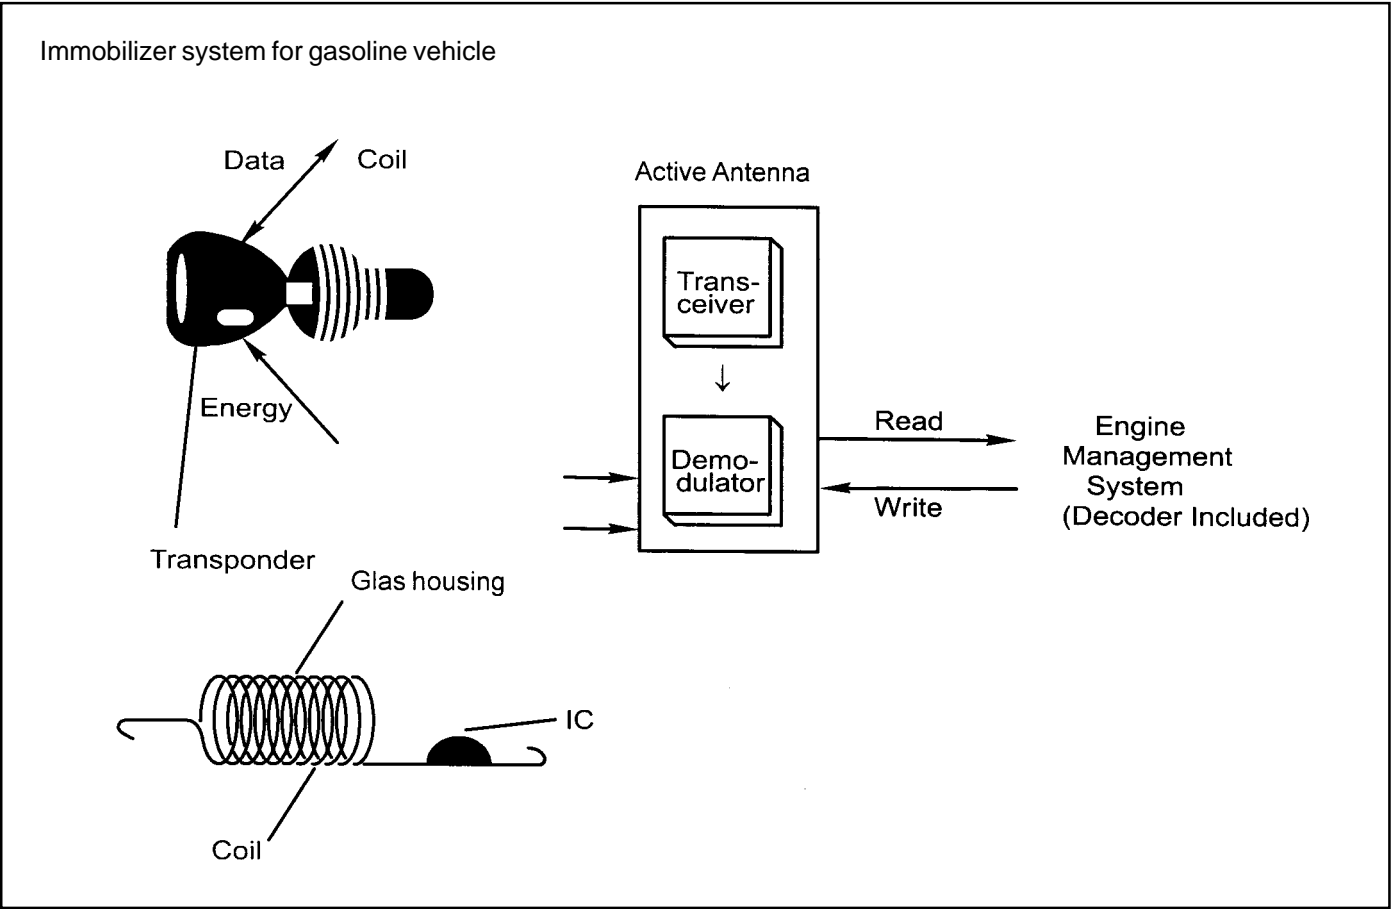 Immobilizer system for gasoline vehicle
Data
Coil
Active Antenna
Trans-
ceiver
Energy
Demo-
dulator
Read
Write
Engine
Management
System
(Decoder Included)
Transponder
Glas housing
IC
Coil